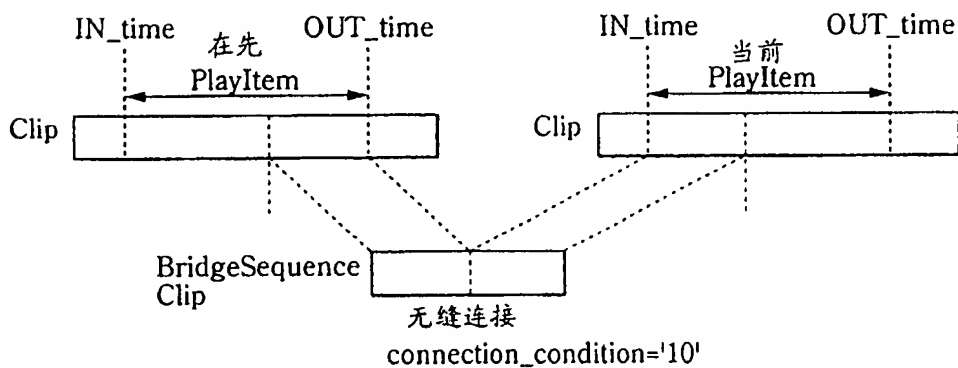 IN_time
在先
OUT_time
PlayItem
Clip
IN_time
当前
OUT_time
PlayItem
Clip
BridgeSequence
Clip
无缝连接
connection_condition='10'